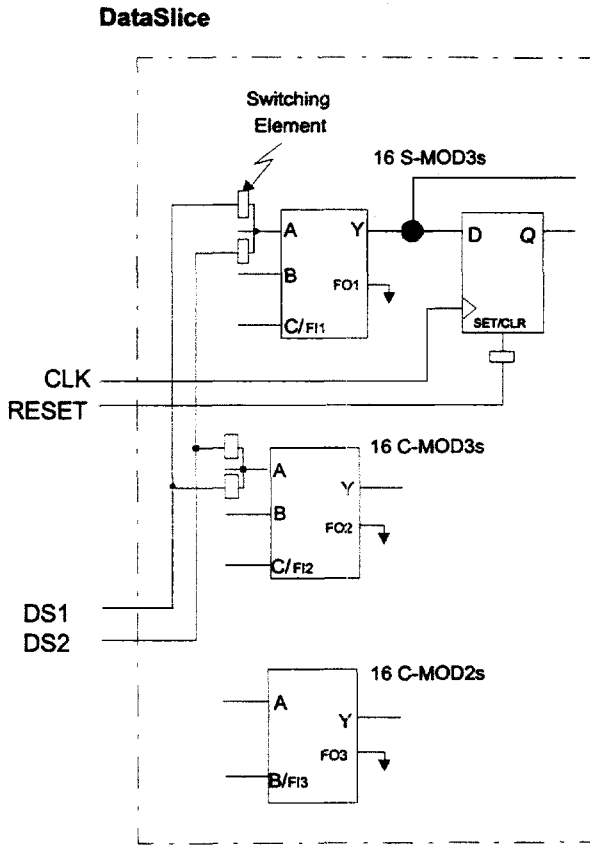 DataSlice
Switching
Element
16 S-MOD3s
A
Y
D
Q
B
FO1
C/FI1
SET/CLR
CLK
RESET
16 C-MOD3s
A
Y
B
FO2
C/FI2
DS1
DS2
16 C-MOD2s
A
Y
FO3
B/FI3